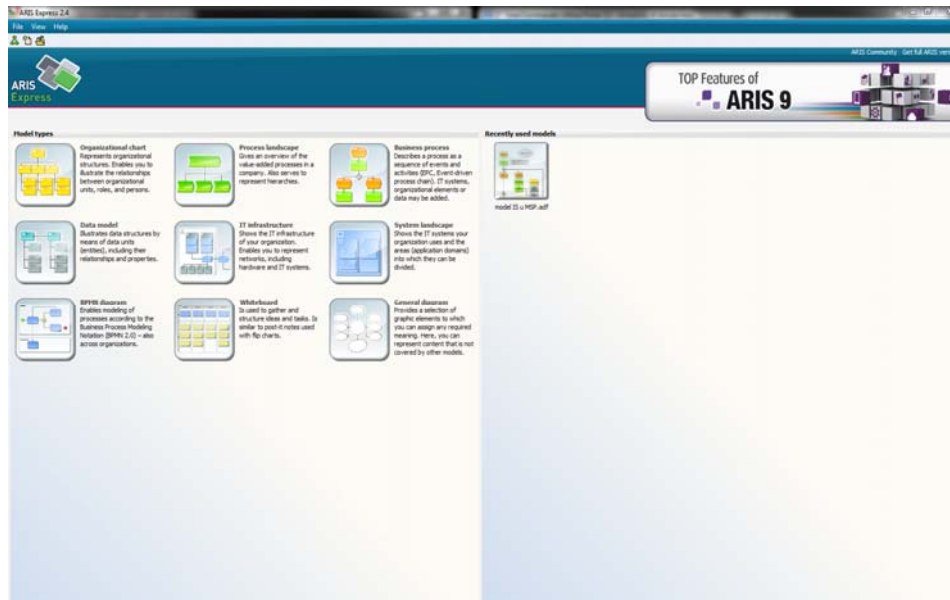 ARIS Express 2.4
File View Help
ARIS Community Get full ARIS vers
ARIS
Express
TOP Features of
ARIS 9
Model types
Organizational chart
Represents organizational
structures. Enables you to
illustrate the relationships
between organizational
units, roles, and persons.
Process landscape
Gives an overview of the
value-added processes in a
company. Also serves to
represent hierarchies.
Business process
Describes a process as a
sequence of events and
activities (EPC, Event-driven
process chain). IT systems,
organizational elements or
data may be added.
Data model
Illustrates data structures by
means of data units
(entities), including their
relationships and properties.
IT infrastructure
Shows the IT infrastructure
of your organization.
Enables you to represent
networks, including
hardware and IT systems.
System landscape
Shows the IT systems your
organization uses and the
areas (application domains)
into which they can be
divided.
BPMN diagram
Enables modeling of
processes according to the
Business Process Modeling
Notation (BPMN 2.0) – also
across organizations.
Whiteboard
Is used to gather and
structure ideas and tasks. Is
similar to post-it notes used
with flip charts.
General diagram
Provides a selection of
graphic elements to which
you can assign any required
meaning. Here, you can
represent content that is not
covered by other models.
Recently used models
model IS u MSP.adf